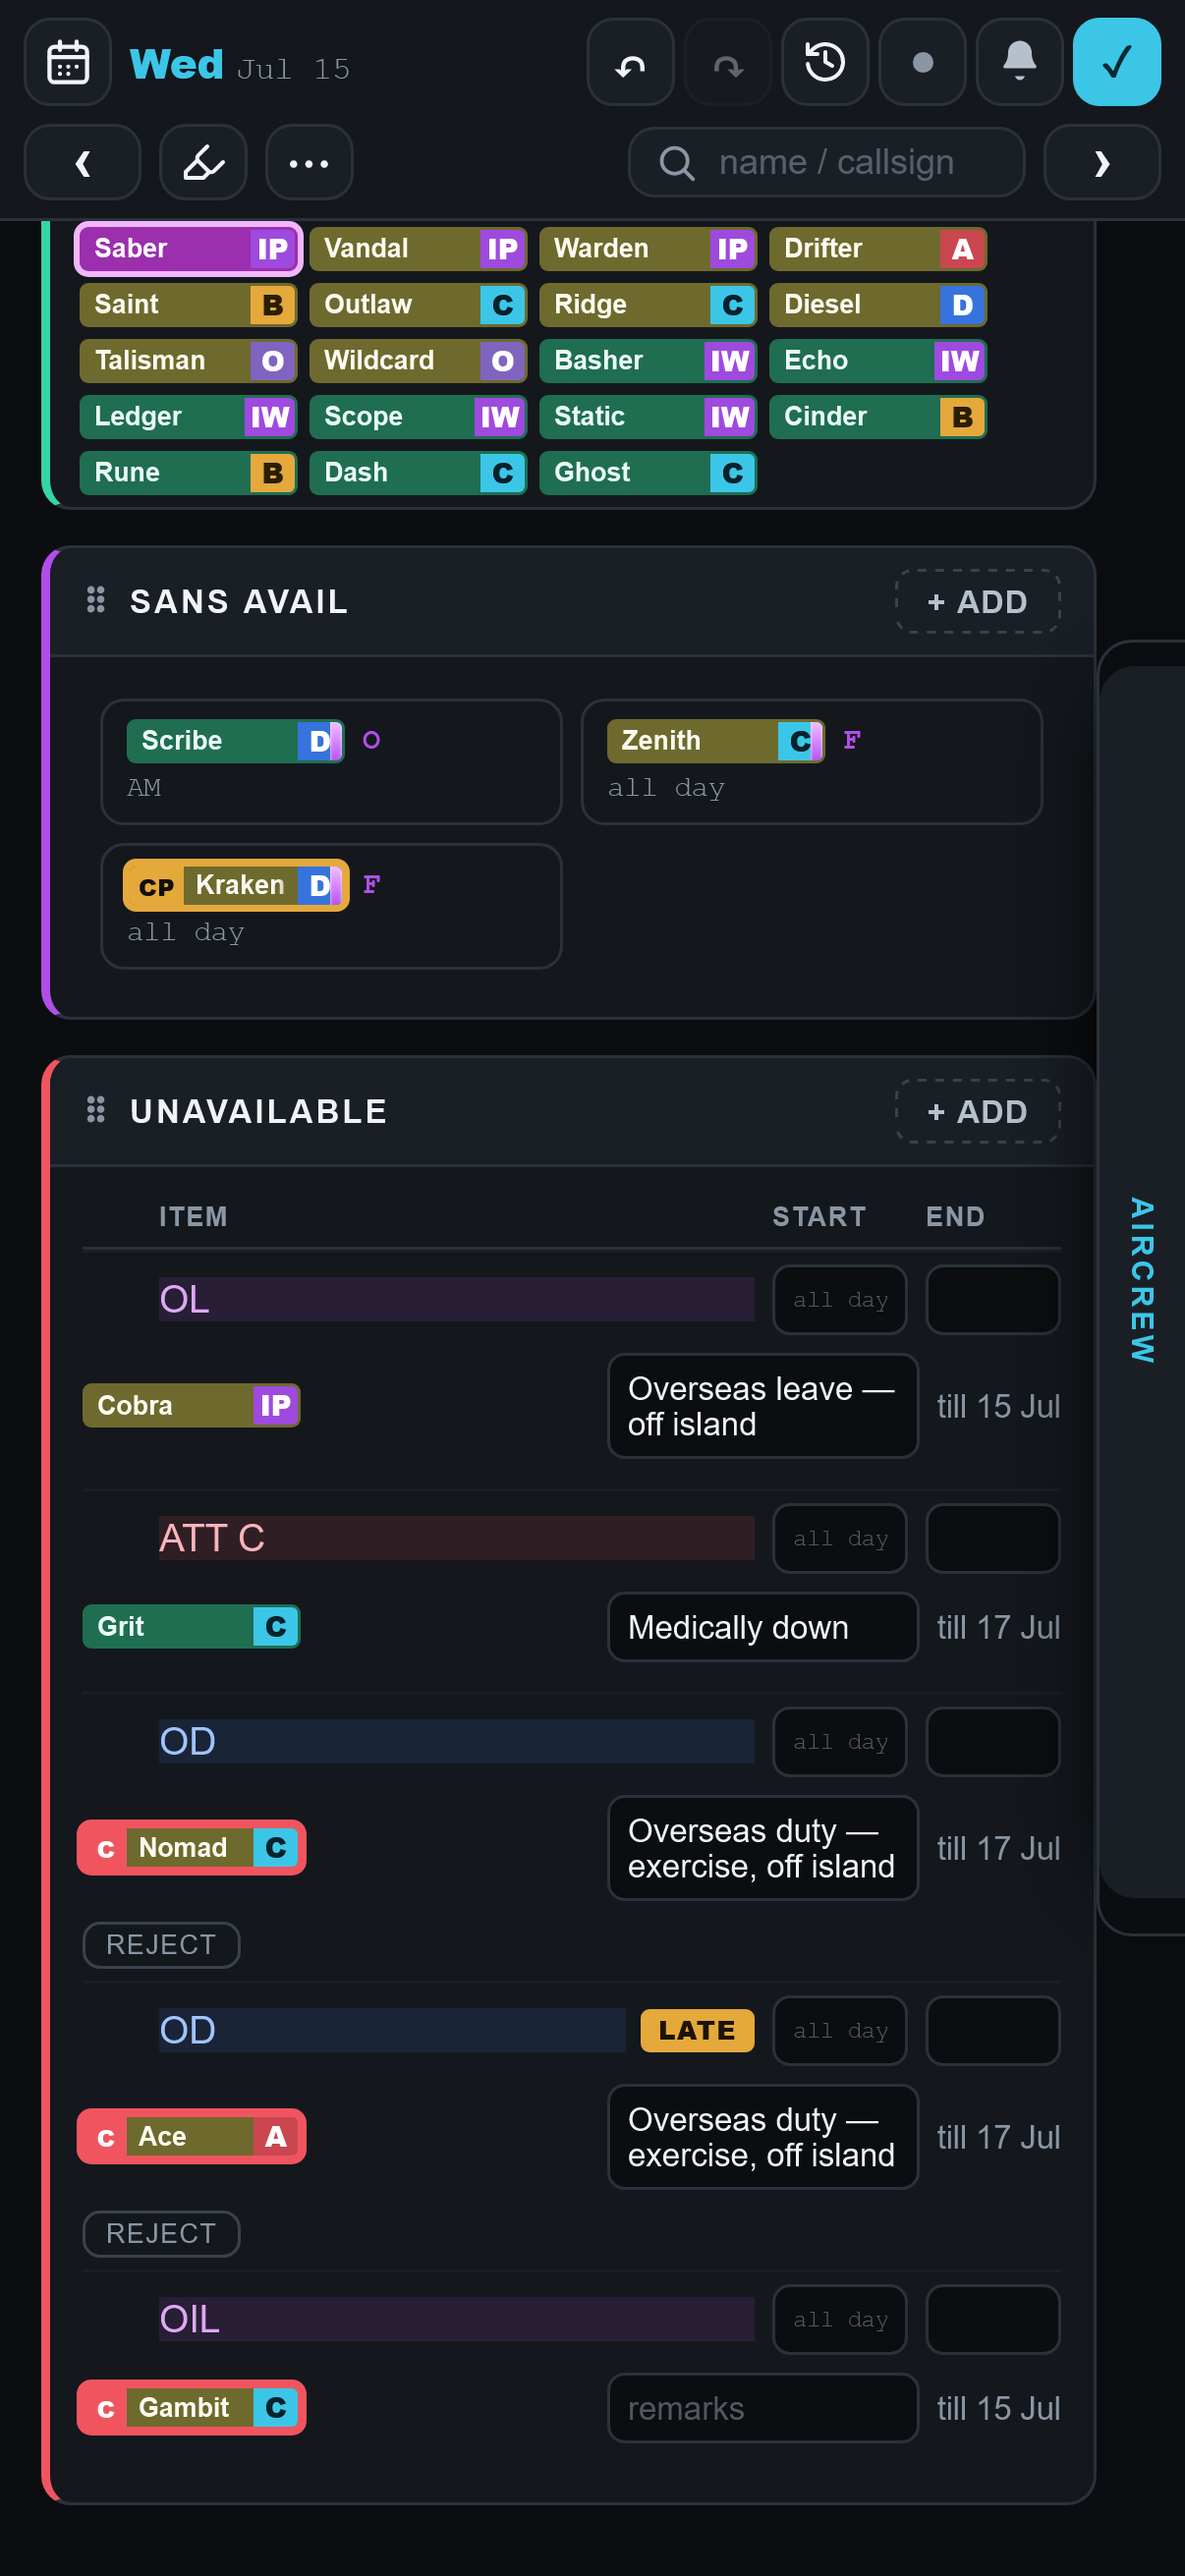 Wed Jul 15
name / callsign
Saber IP Vandal IP Warden IP Drifter A
Saint B Outlaw C Ridge C Diesel D
Talisman O Wildcard O Basher IW Echo IW
Ledger IW Scope IW Static IW Cinder B
Rune B Dash C Ghost C
SANS AVAIL + ADD
Scribe D O Zenith C F
AM all day
CP Kraken D F
all day
UNAVAILABLE + ADD
AIRCREW
ITEM START END
OL all day
Cobra IP Overseas leave — till 15 Jul
off island
ATT C all day
Grit C Medically down till 17 Jul
OD all day
C Nomad C Overseas duty — till 17 Jul
exercise, off island
REJECT
OD LATE all day
C Ace A Overseas duty — till 17 Jul
exercise, off island
REJECT
OIL all day
C Gambit C remarks till 15 Jul